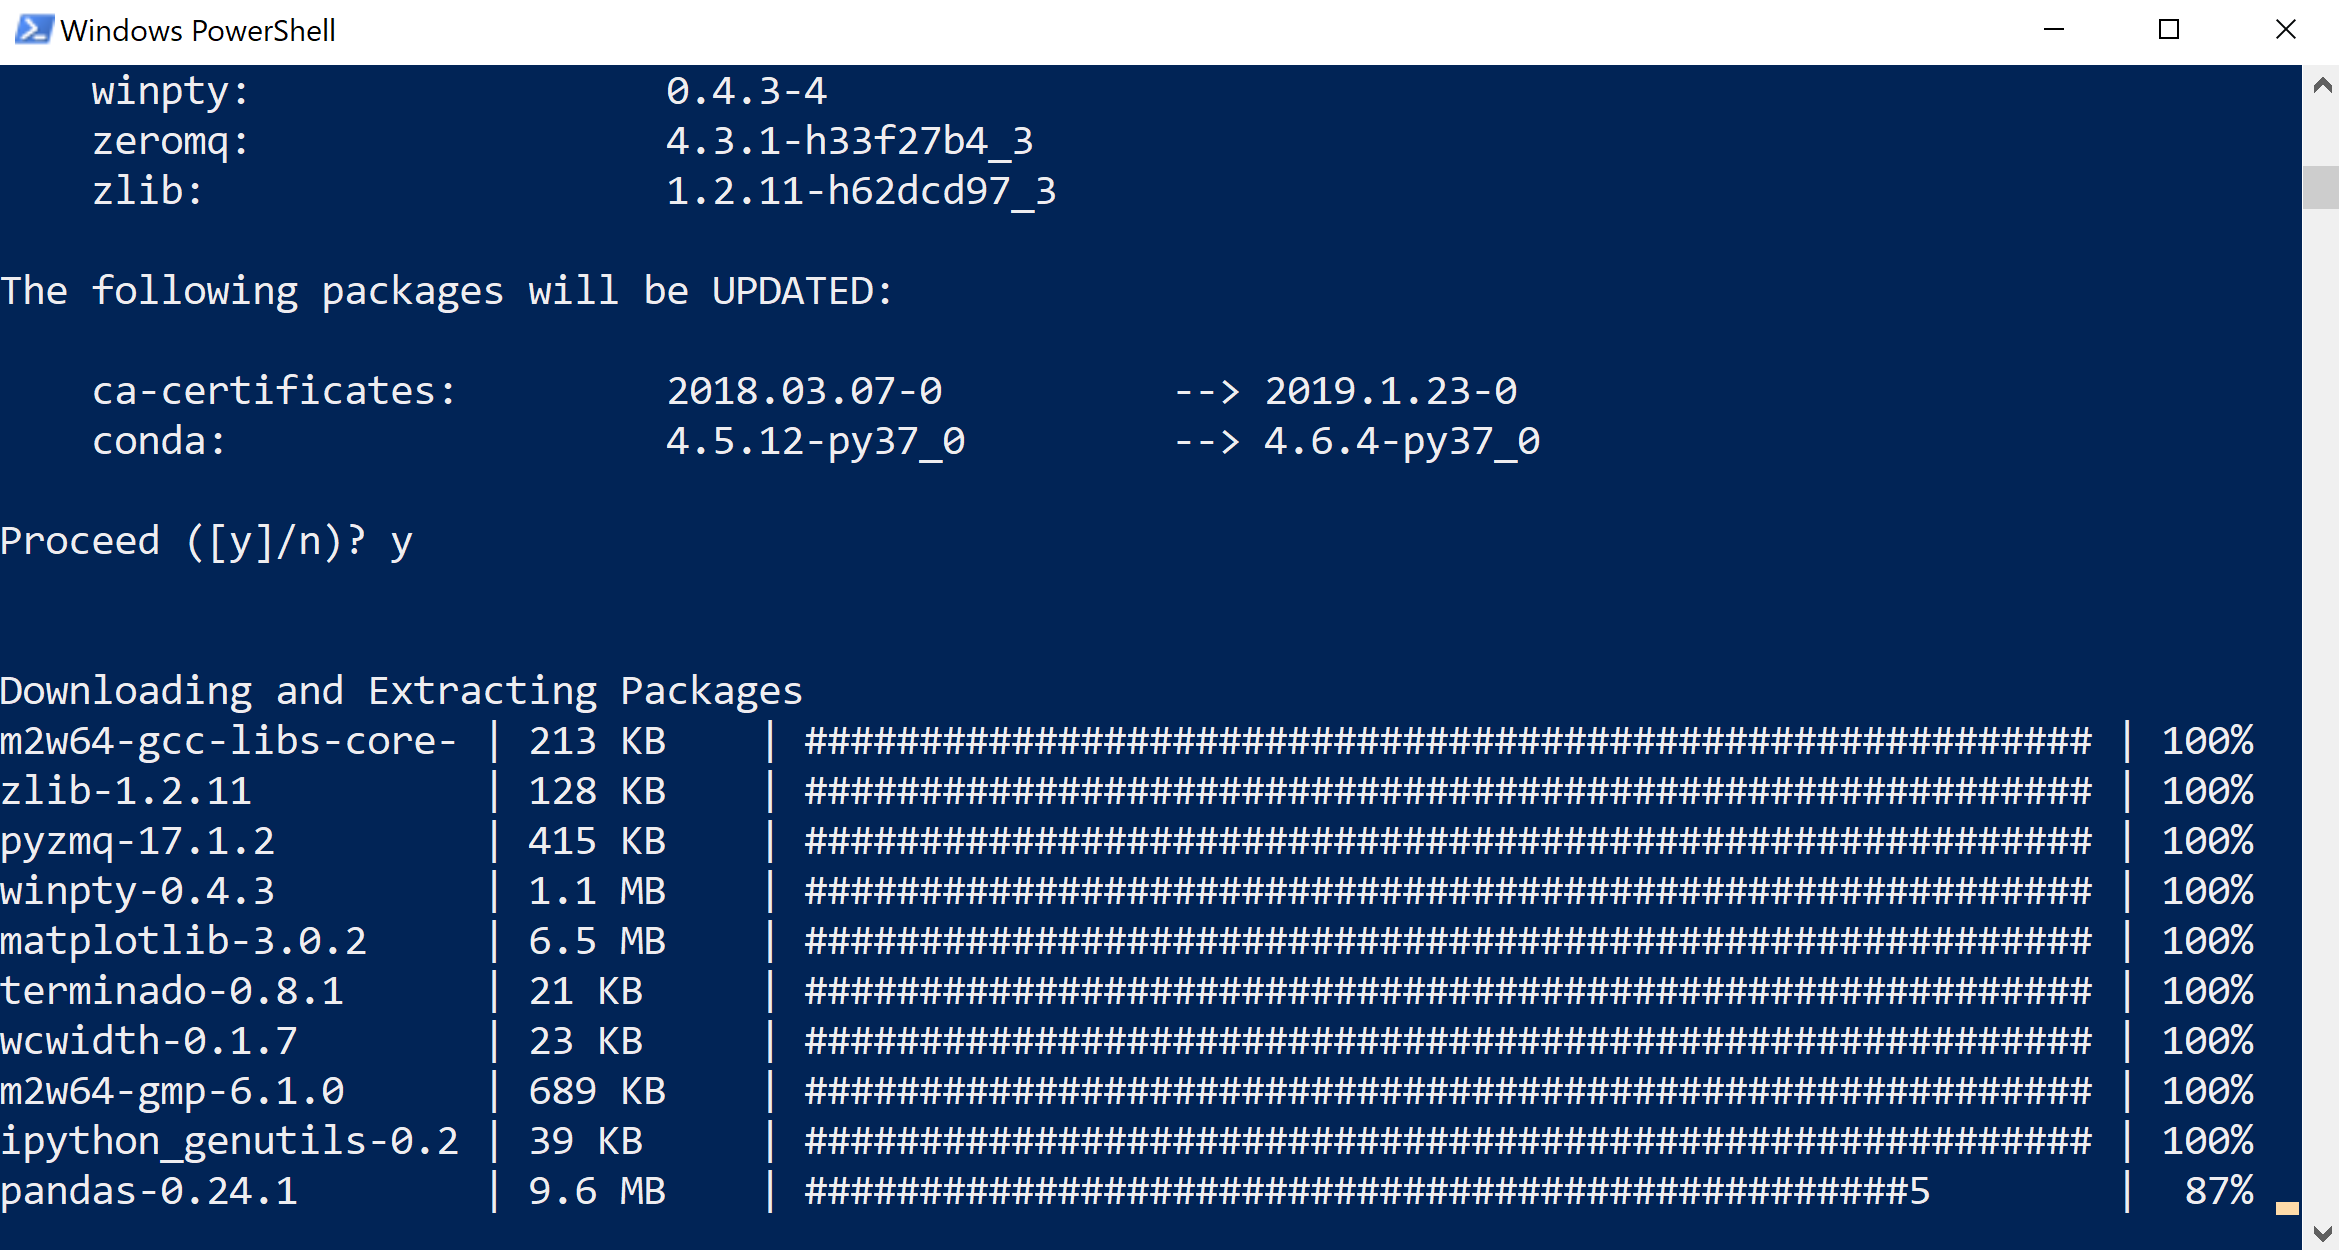 Windows PowerShell
    winpty:                  0.4.3-4
    zeromq:                  4.3.1-h33f27b4_3
    zlib:                    1.2.11-h62dcd97_3
The following packages will be UPDATED:
    ca-certificates:         2018.03.07-0          --> 2019.1.23-0
    conda:                   4.5.12-py37_0         --> 4.6.4-py37_0
Proceed ([y]/n)? y
Downloading and Extracting Packages
m2w64-gcc-libs-core- | 213 KB    | ######################################################## | 100%
zlib-1.2.11          | 128 KB    | ######################################################## | 100%
pyzmq-17.1.2         | 415 KB    | ######################################################## | 100%
winpty-0.4.3         | 1.1 MB    | ######################################################## | 100%
matplotlib-3.0.2     | 6.5 MB    | ######################################################## | 100%
terminado-0.8.1      | 21 KB     | ######################################################## | 100%
wcwidth-0.1.7        | 23 KB     | ######################################################## | 100%
m2w64-gmp-6.1.0      | 689 KB    | ######################################################## | 100%
ipython_genutils-0.2 | 39 KB     | ######################################################## | 100%
pandas-0.24.1        | 9.6 MB    | ################################################5        |  87%